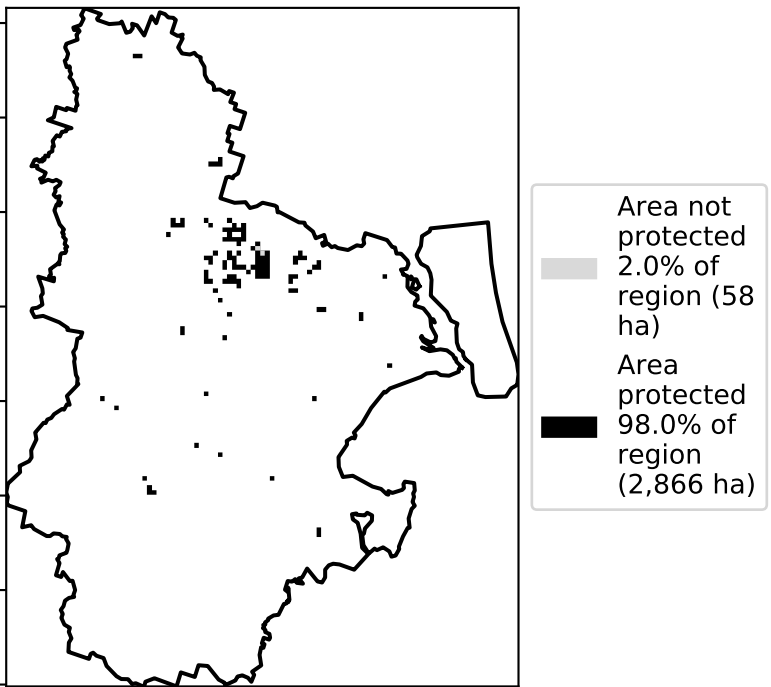 Area not
protected
2.0% of
region (58
ha)
Area
protected
98.0% of
region
(2,866 ha)